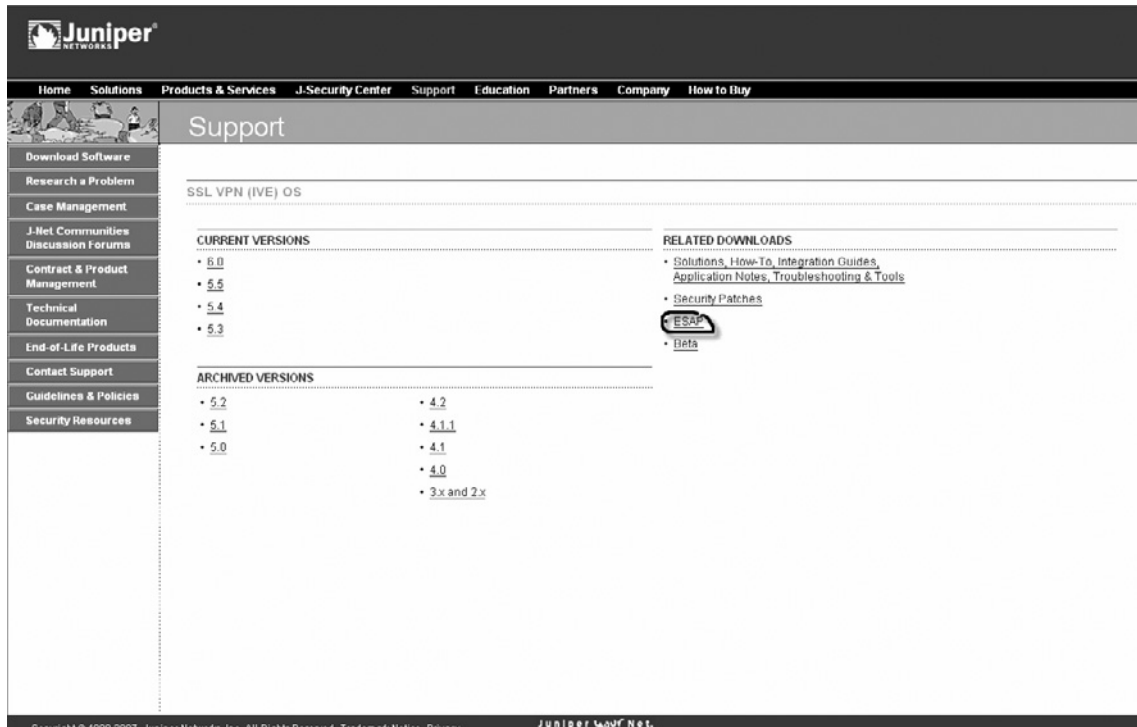 Juniper
NETWORKS
Home Solutions Products & Services J-Security Center Support Education Partners Company How to Buy
Support
Download Software
Research a Problem
Case Management
J-Net Communities
Discussion Forums
Contract & Product
Management
Technical
Documentation
End-of-Life Products
Contact Support
Guidelines & Policies
Security Resources
SSL VPN (IVE) OS
CURRENT VERSIONS
• 6.0
• 5.5
• 5.4
• 5.3
ARCHIVED VERSIONS
• 5.2
• 5.1
• 5.0
• 4.2
• 4.1.1
• 4.1
• 4.0
• 3.x and 2.x
RELATED DOWNLOADS
• Solutions, How-To, Integration Guides,
Application Notes, Troubleshooting & Tools
• Security Patches
• ESAP
• Beta
Juniper your Net.